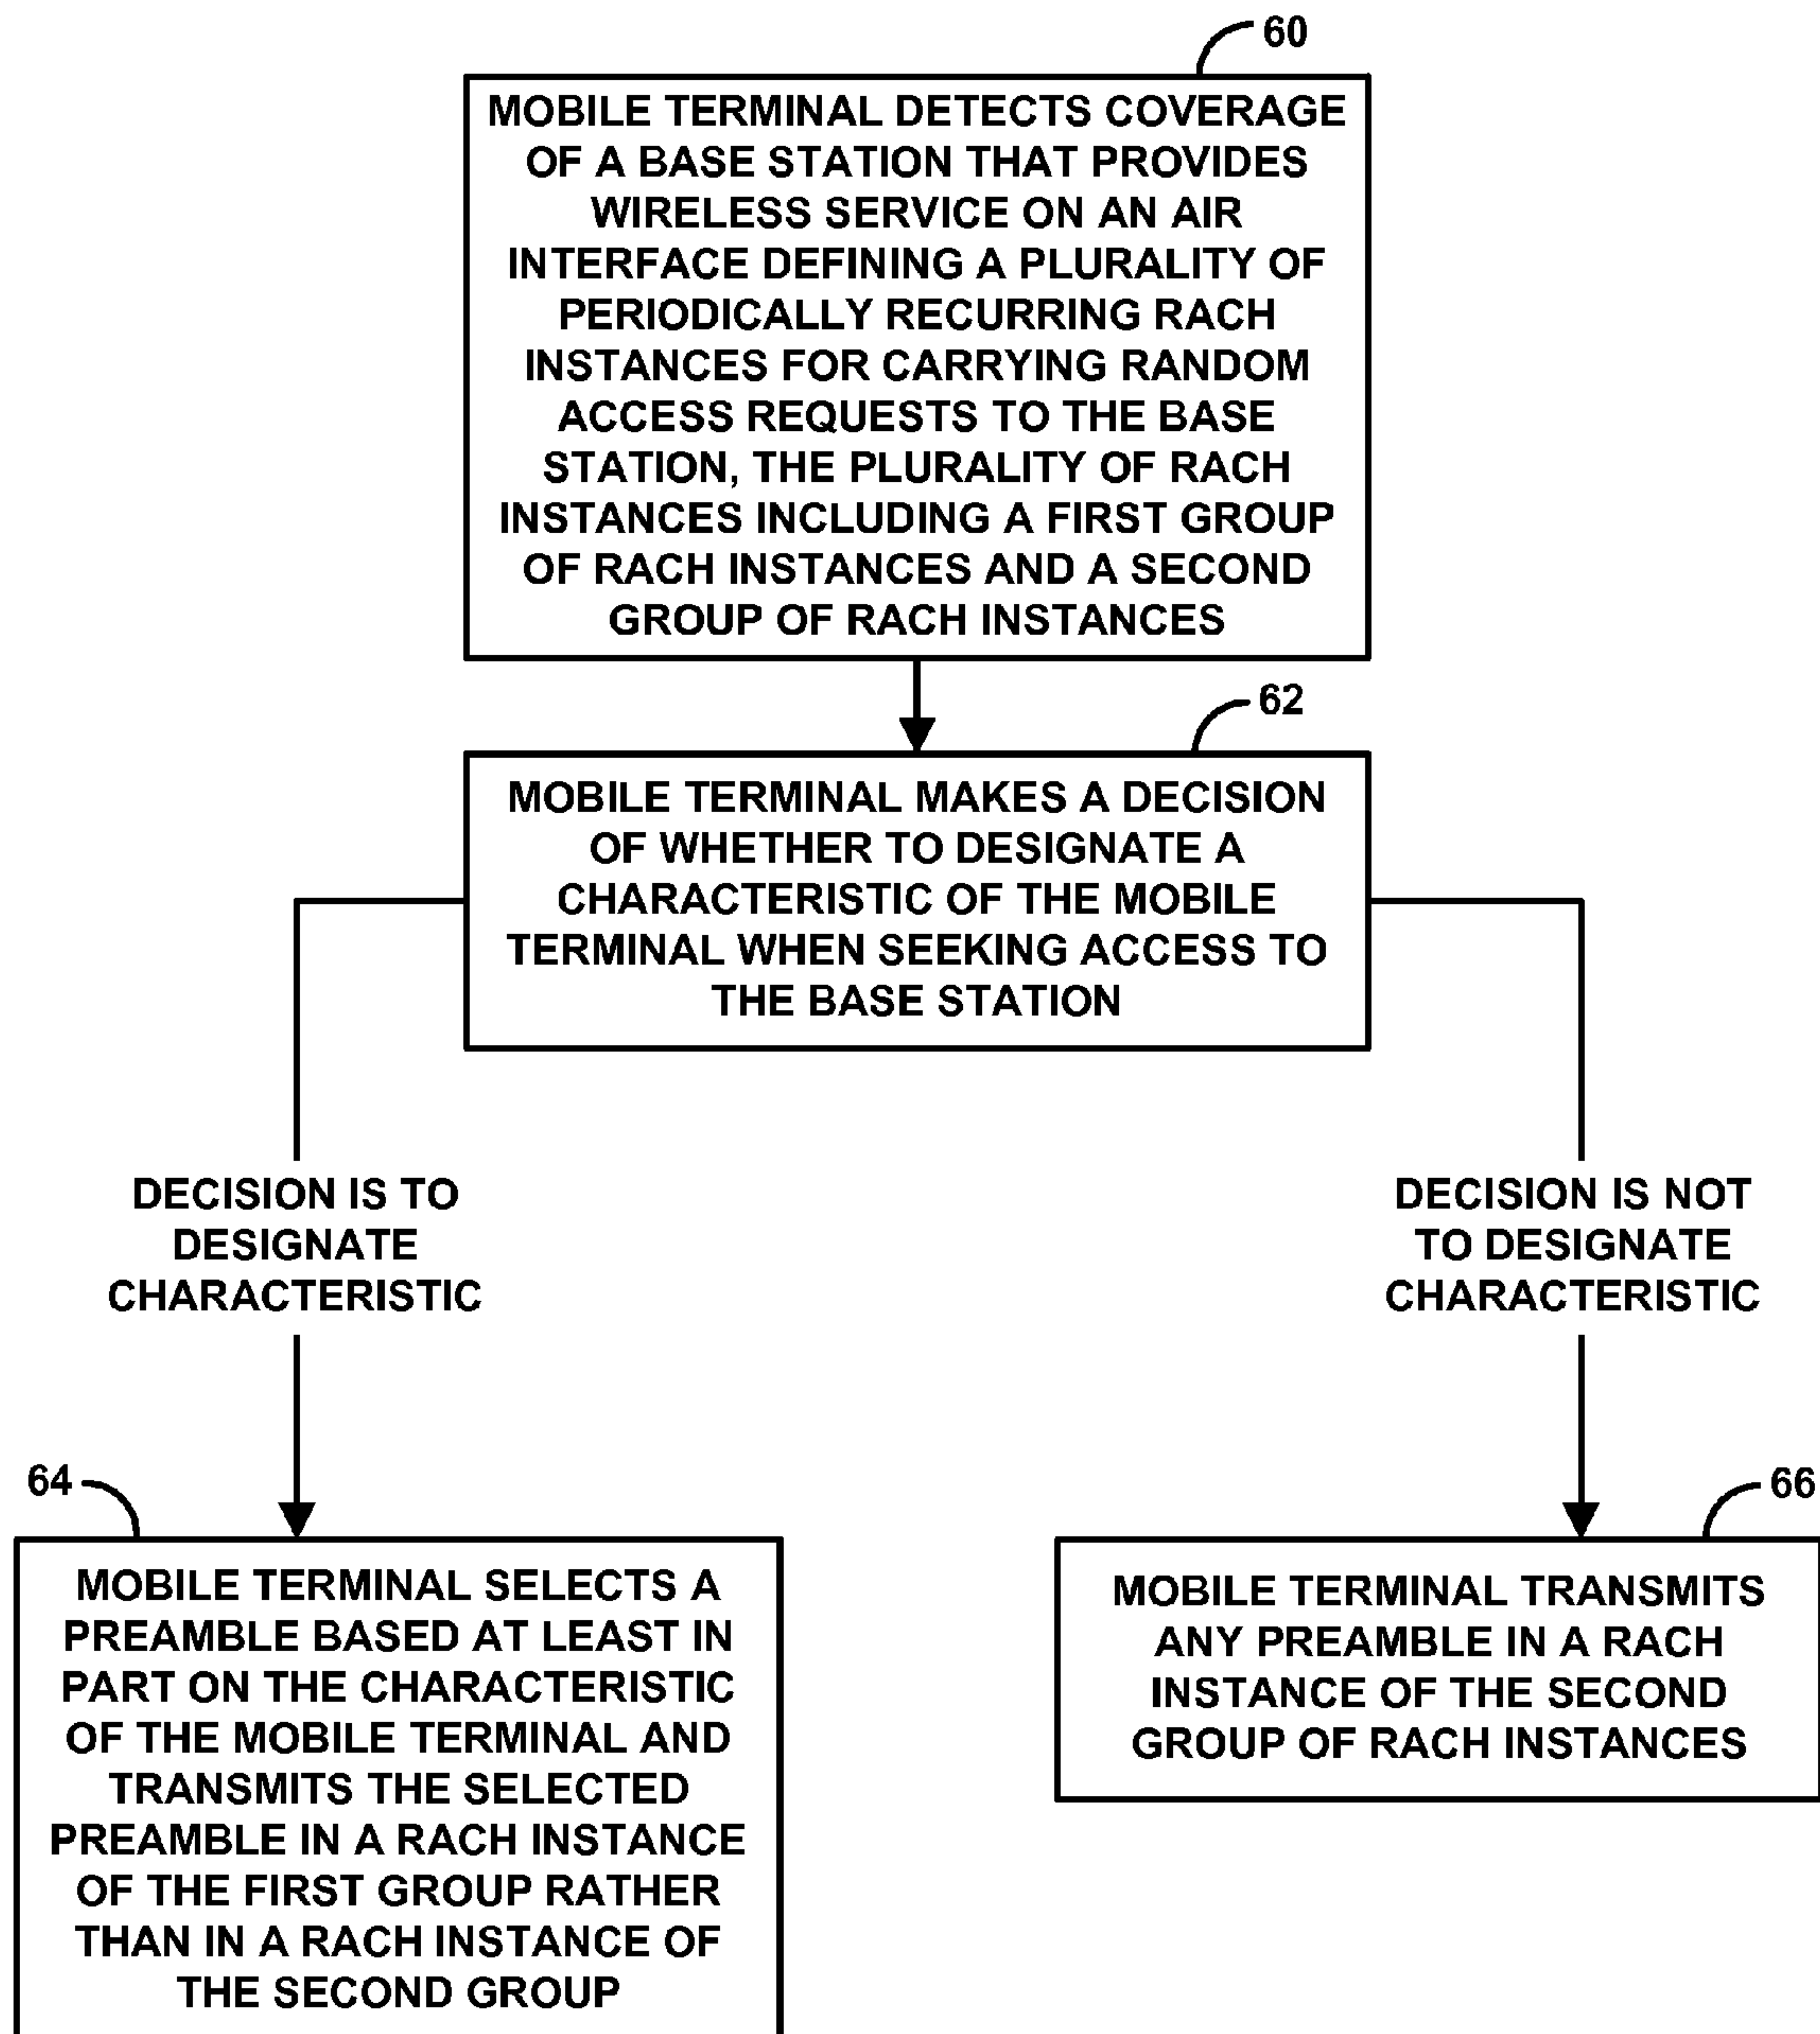 60
MOBILE TERMINAL DETECTS COVERAGE
OF A BASE STATION THAT PROVIDES
WIRELESS SERVICE ON AN AIR
INTERFACE DEFINING A PLURALITY OF
PERIODICALLY RECURRING RACH
INSTANCES FOR CARRYING RANDOM
ACCESS REQUESTS TO THE BASE
STATION, THE PLURALITY OF RACH
INSTANCES INCLUDING A FIRST GROUP
OF RACH INSTANCES AND A SECOND
GROUP OF RACH INSTANCES
62
MOBILE TERMINAL MAKES A DECISION
OF WHETHER TO DESIGNATE A
CHARACTERISTIC OF THE MOBILE
TERMINAL WHEN SEEKING ACCESS TO
THE BASE STATION
DECISION IS TO
DESIGNATE
CHARACTERISTIC
DECISION IS NOT
TO DESIGNATE
CHARACTERISTIC
64
MOBILE TERMINAL SELECTS A
PREAMBLE BASED AT LEAST IN
PART ON THE CHARACTERISTIC
OF THE MOBILE TERMINAL AND
TRANSMITS THE SELECTED
PREAMBLE IN A RACH INSTANCE
OF THE FIRST GROUP RATHER
THAN IN A RACH INSTANCE OF
THE SECOND GROUP
66
MOBILE TERMINAL TRANSMITS
ANY PREAMBLE IN A RACH
INSTANCE OF THE SECOND
GROUP OF RACH INSTANCES